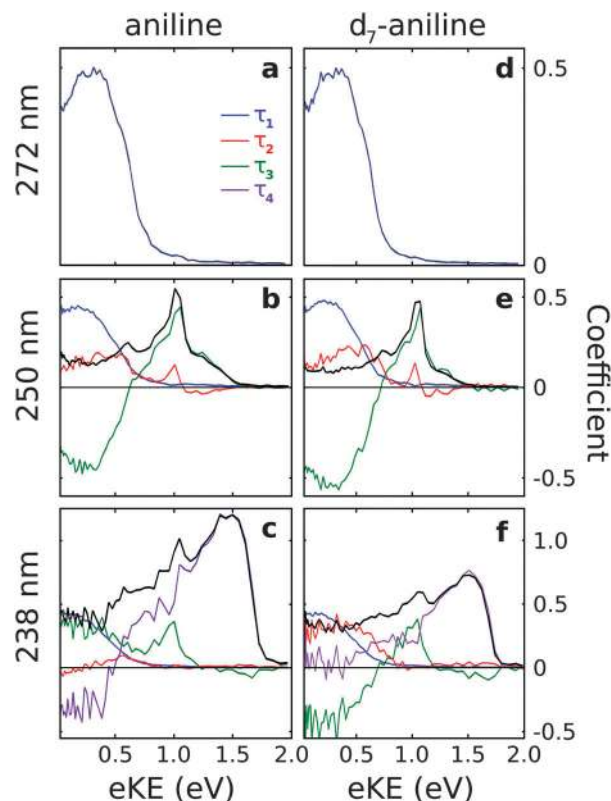 aniline
d₇-aniline
272 nm
a
τ₁
τ₂
τ₃
τ₄
d
0.5
0
250 nm
b
e
0.5
0
-0.5
Coefficient
238 nm
c
f
1.0
0.5
0
-0.5
0.5 1.0 1.5 2.0
0.5 1.0 1.5 2.0
eKE (eV)
eKE (eV)